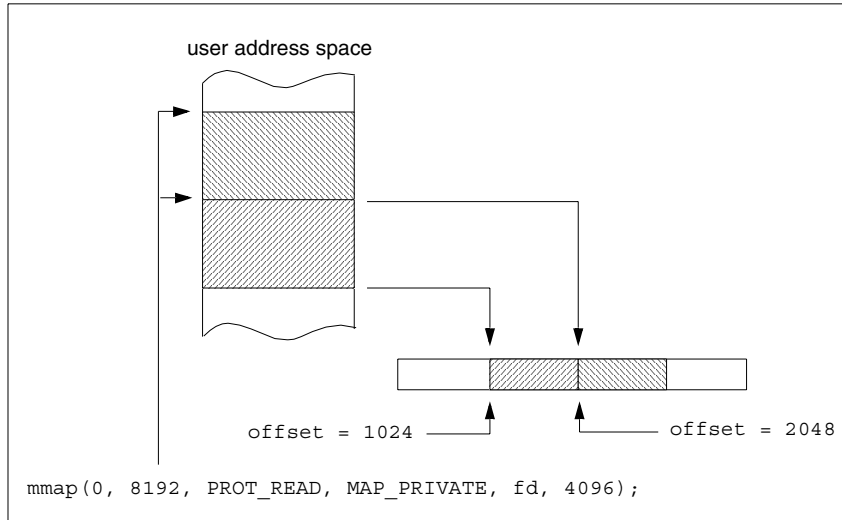 user address space
offset = 1024
offset = 2048
mmap(0, 8192, PROT_READ, MAP_PRIVATE, fd, 4096);